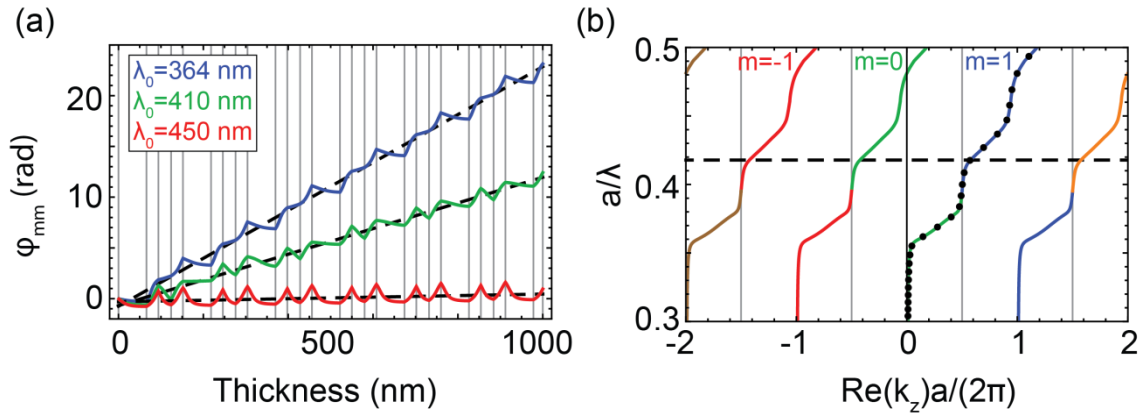 (a)
λ₀=364 nm
λ₀=410 nm
λ₀=450 nm
20
10
0
φmm (rad)
0 500 1000
Thickness (nm)
(b)
m=-1 m=0 m=1
0.5
0.4
0.3
a/λ
-2 -1 0 1 2
Re(kz)a/(2π)